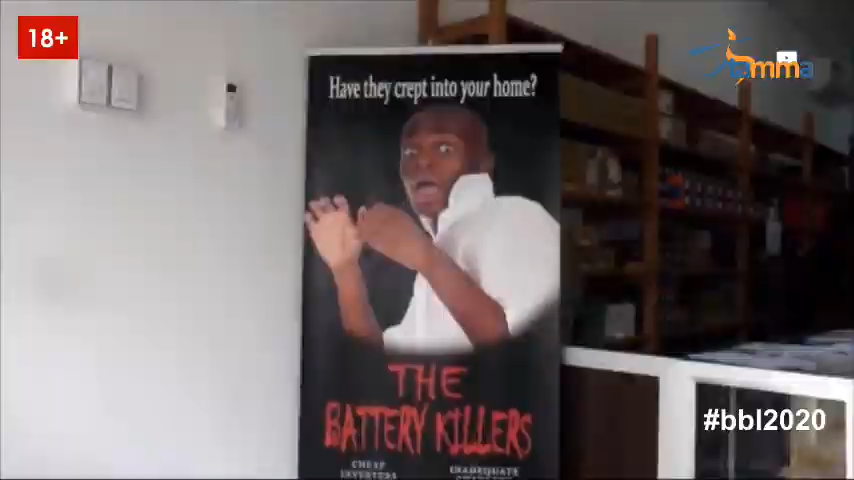 18+
Have they crept into your home?
THE
BATTERY KILLERS
CHEAP
INVERTERS
INADEQUATE
#bbl2020